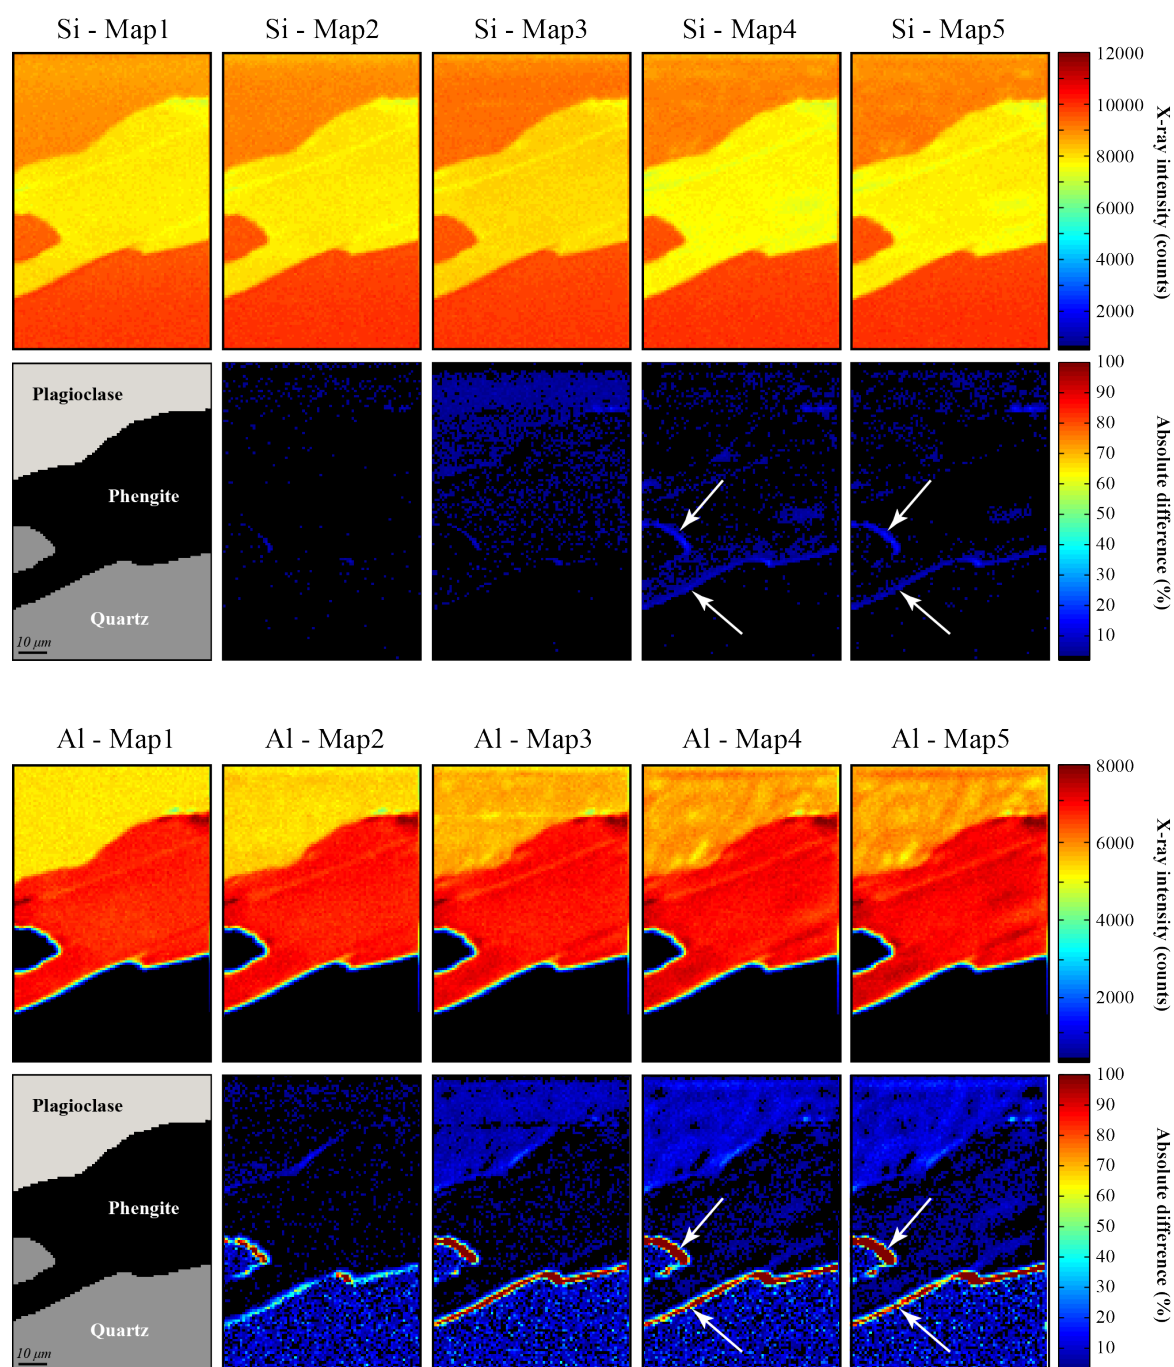 Si - Map1 Si - Map2 Si - Map3 Si - Map4 Si - Map5
12000
10000
8000
6000
4000
2000
X-ray intensity (counts)
Plagioclase
Phengite
Quartz
10 µm
100
90
80
70
60
50
40
30
20
10
Absolute difference (%)
Al - Map1 Al - Map2 Al - Map3 Al - Map4 Al - Map5
8000
6000
4000
2000
X-ray intensity (counts)
Plagioclase
Phengite
Quartz
10 µm
100
90
80
70
60
50
40
30
20
10
Absolute difference (%)